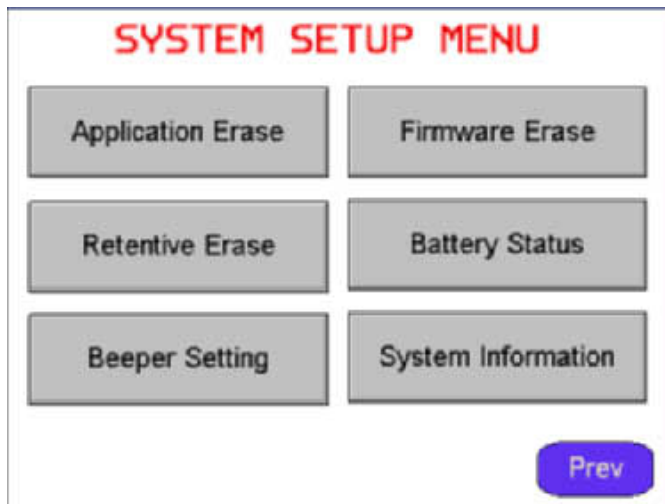 SYSTEM SETUP MENU
Application Erase
Firmware Erase
Retentive Erase
Battery Status
Beeper Setting
System Information
Prev